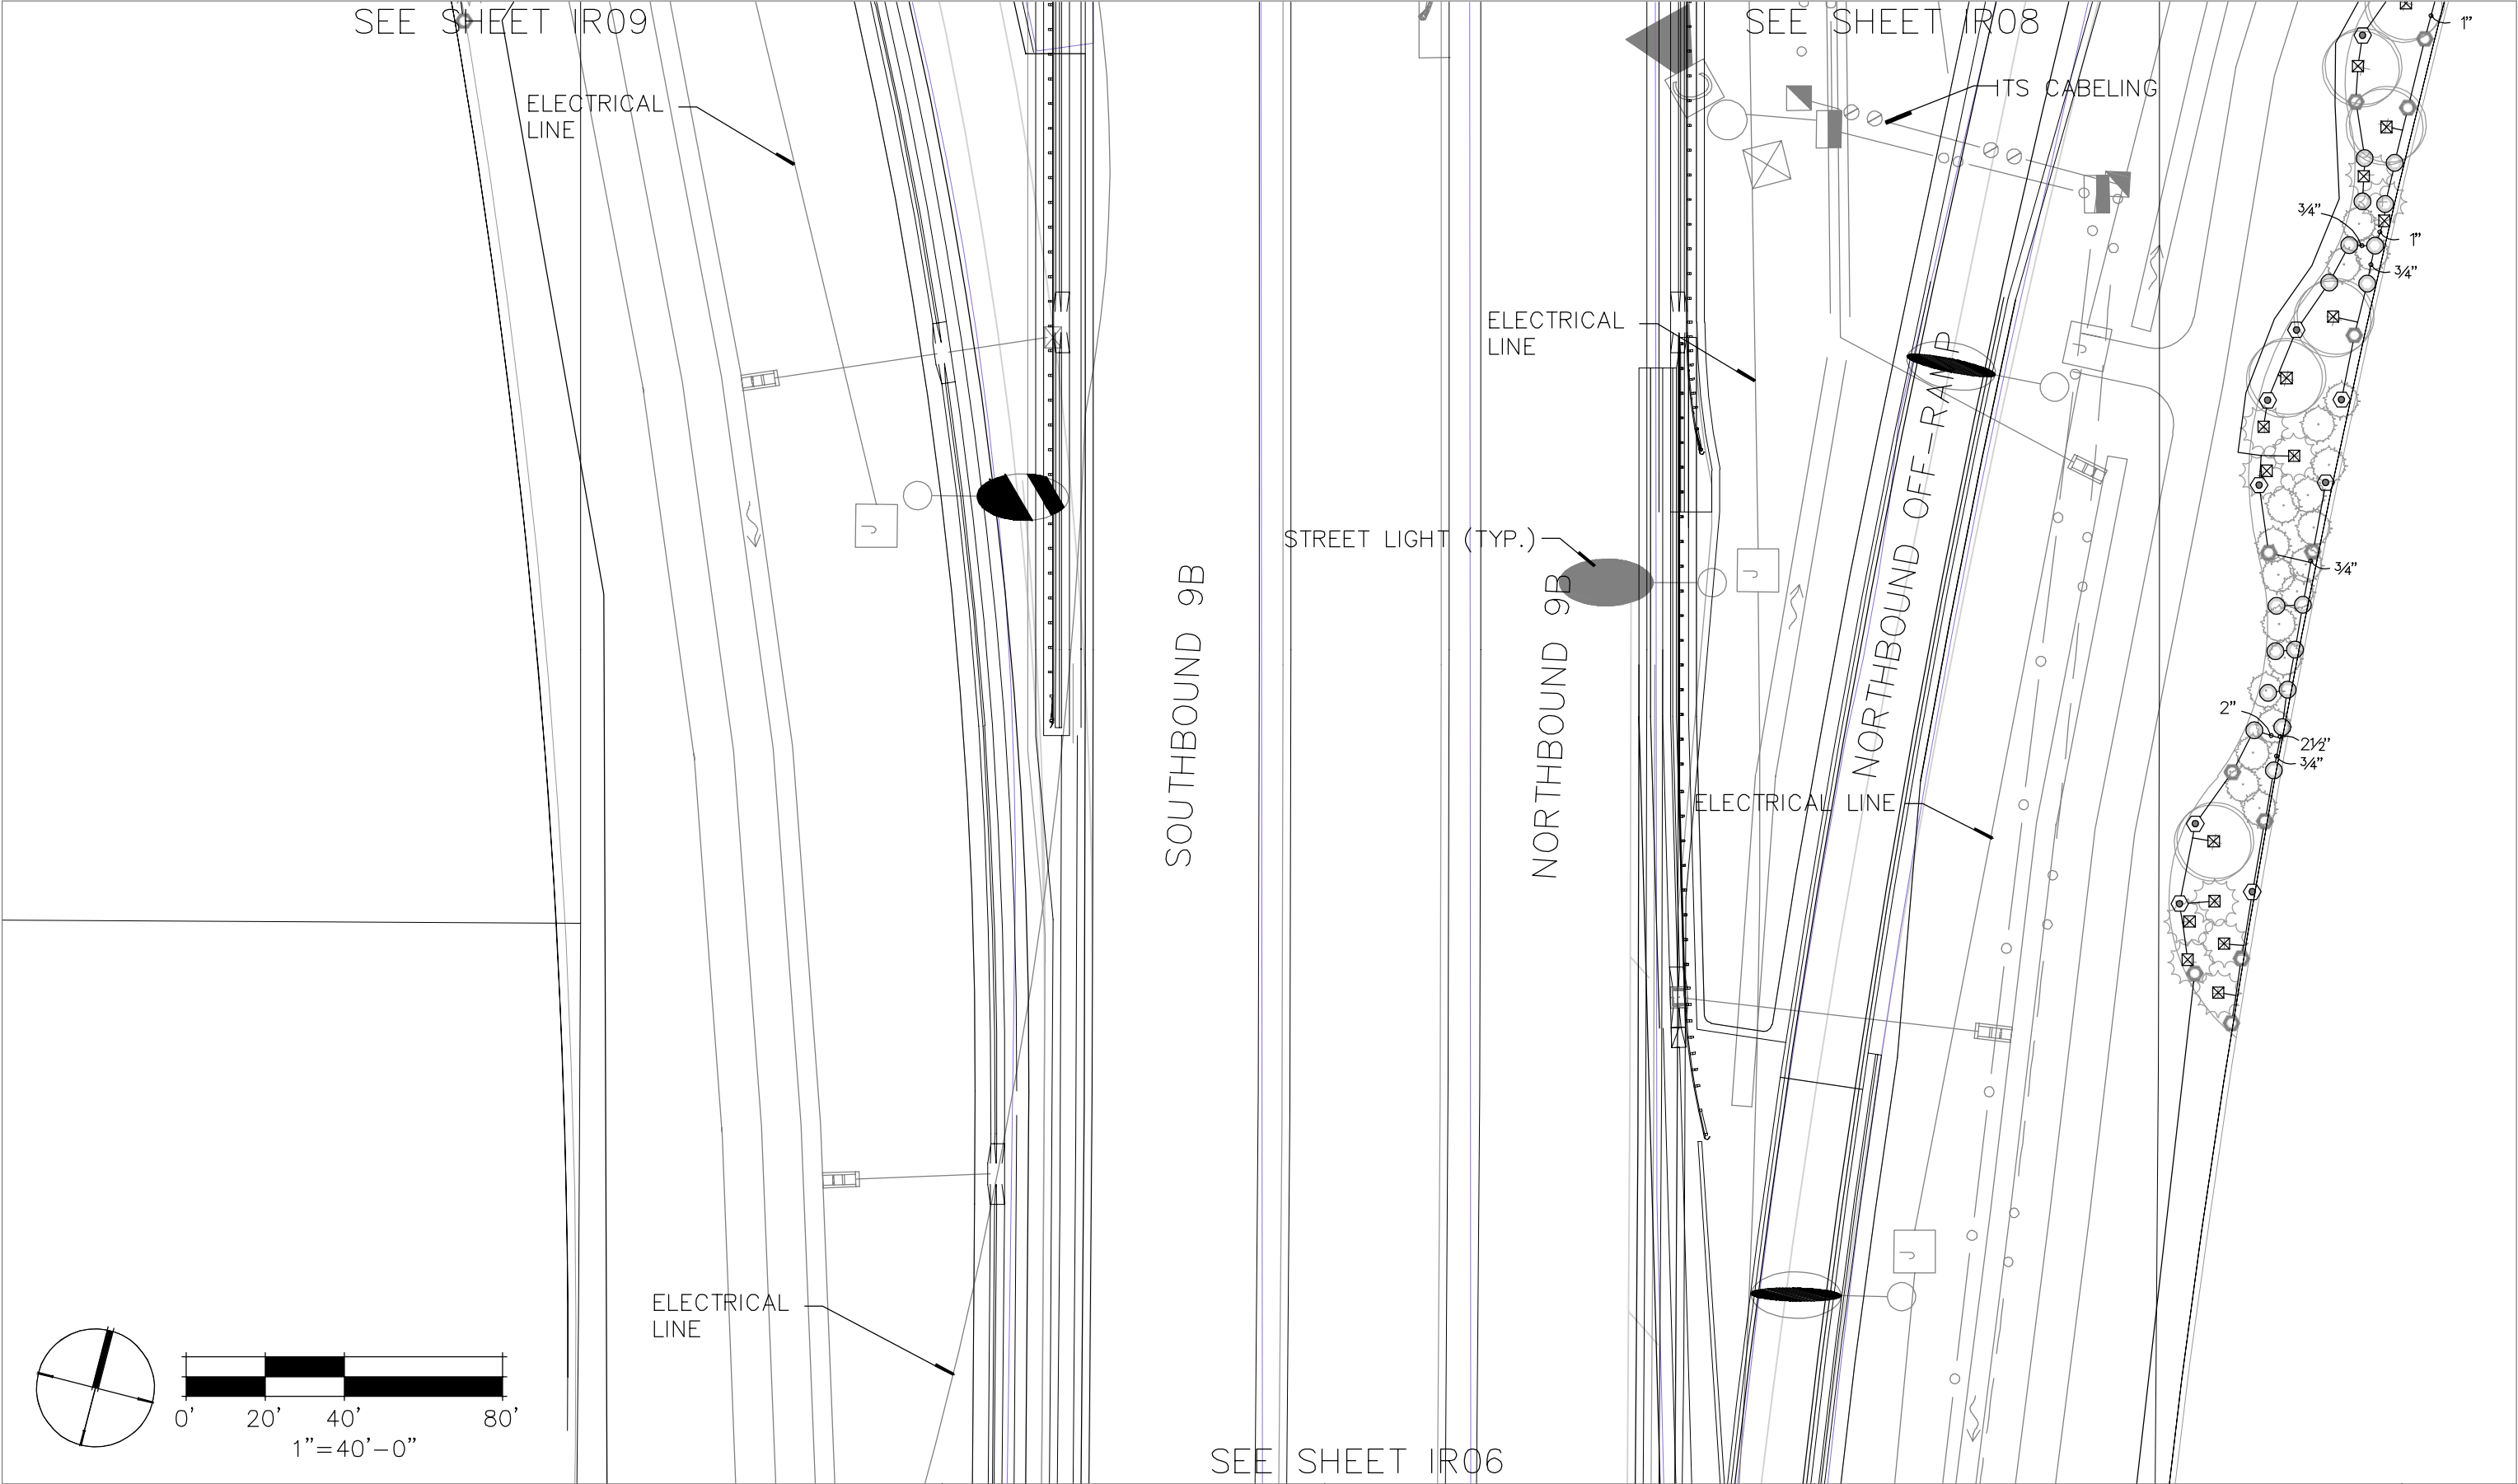 SEE SHEET IR09
SEE SHEET IR08
1"
ELECTRICAL
LINE
ITS CABELING
3/4"
1"
3/4"
ELECTRICAL
LINE
J
NORTHBOUND OFF-RAMP
J
STREET LIGHT (TYP.)
J
3/4"
SOUTHBOUND 9B
NORTHBOUND 9B
2"
2½"
3/4"
ELECTRICAL LINE
J
ELECTRICAL
LINE
0' 20' 40' 80'
1"=40'-0"
SEE SHEET IR06